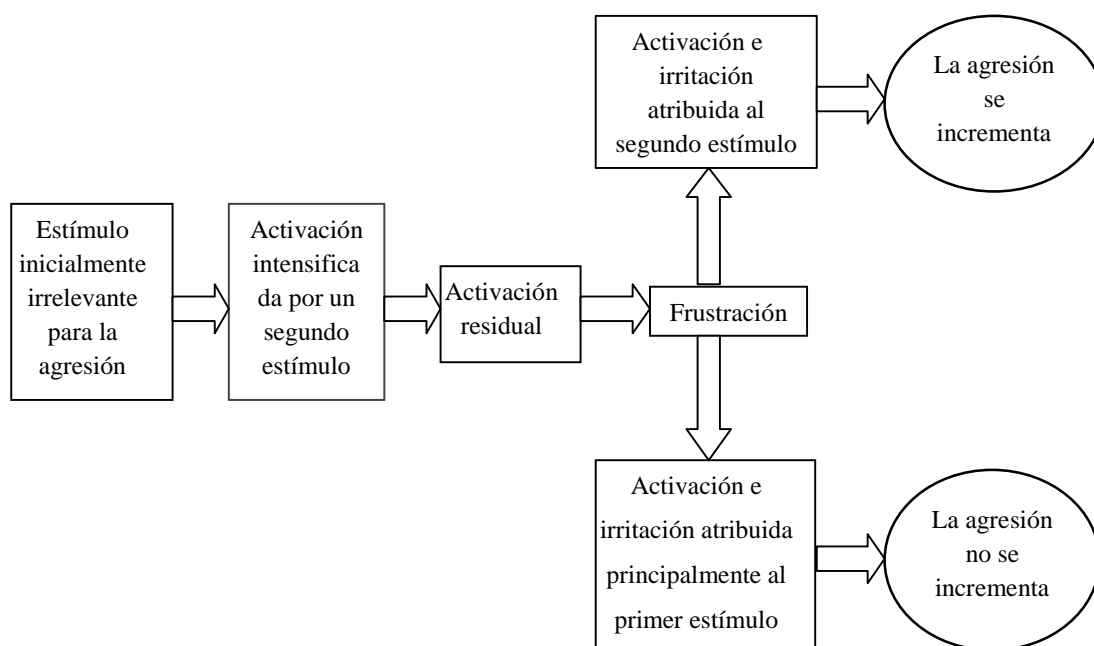 Estímulo
inicialmente
irrelevante
para la
agresión
Activación
intensifica
da por un
segundo
estímulo
Activación
residual
Frustración
Activación e
irritación
atribuida al
segundo estímulo
La agresión
se
incrementa
Activación e
irritación atribuida
principalmente al
primer estímulo
La agresión
no se
incrementa